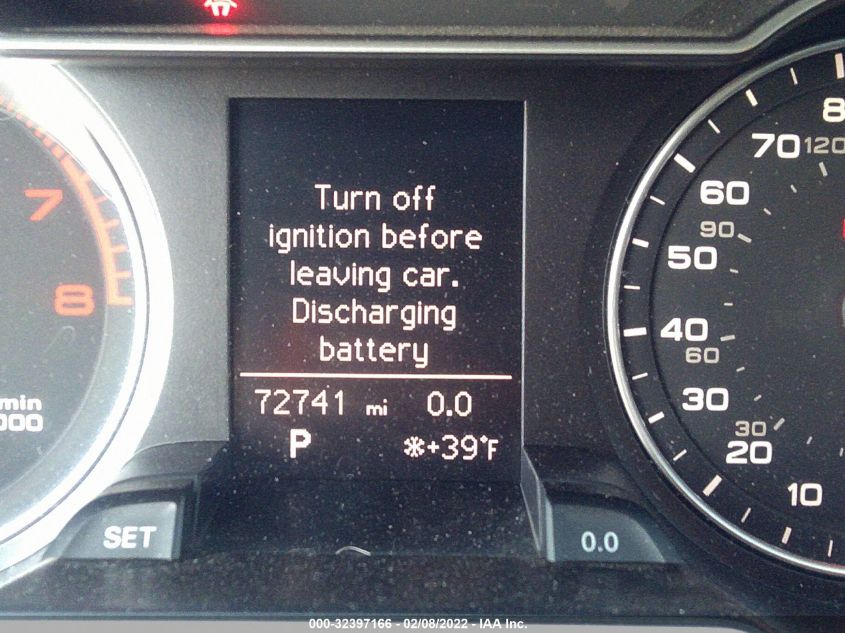 Turn off
ignition before
leaving car.
Discharging
battery
72741 mi 0.0
P ❄+39°F
7
8
min
000
SET
0.0
8
70 120
60
90
50
40
60
30
30
20
10
000-32397166 - 02/08/2022 - IAA Inc.